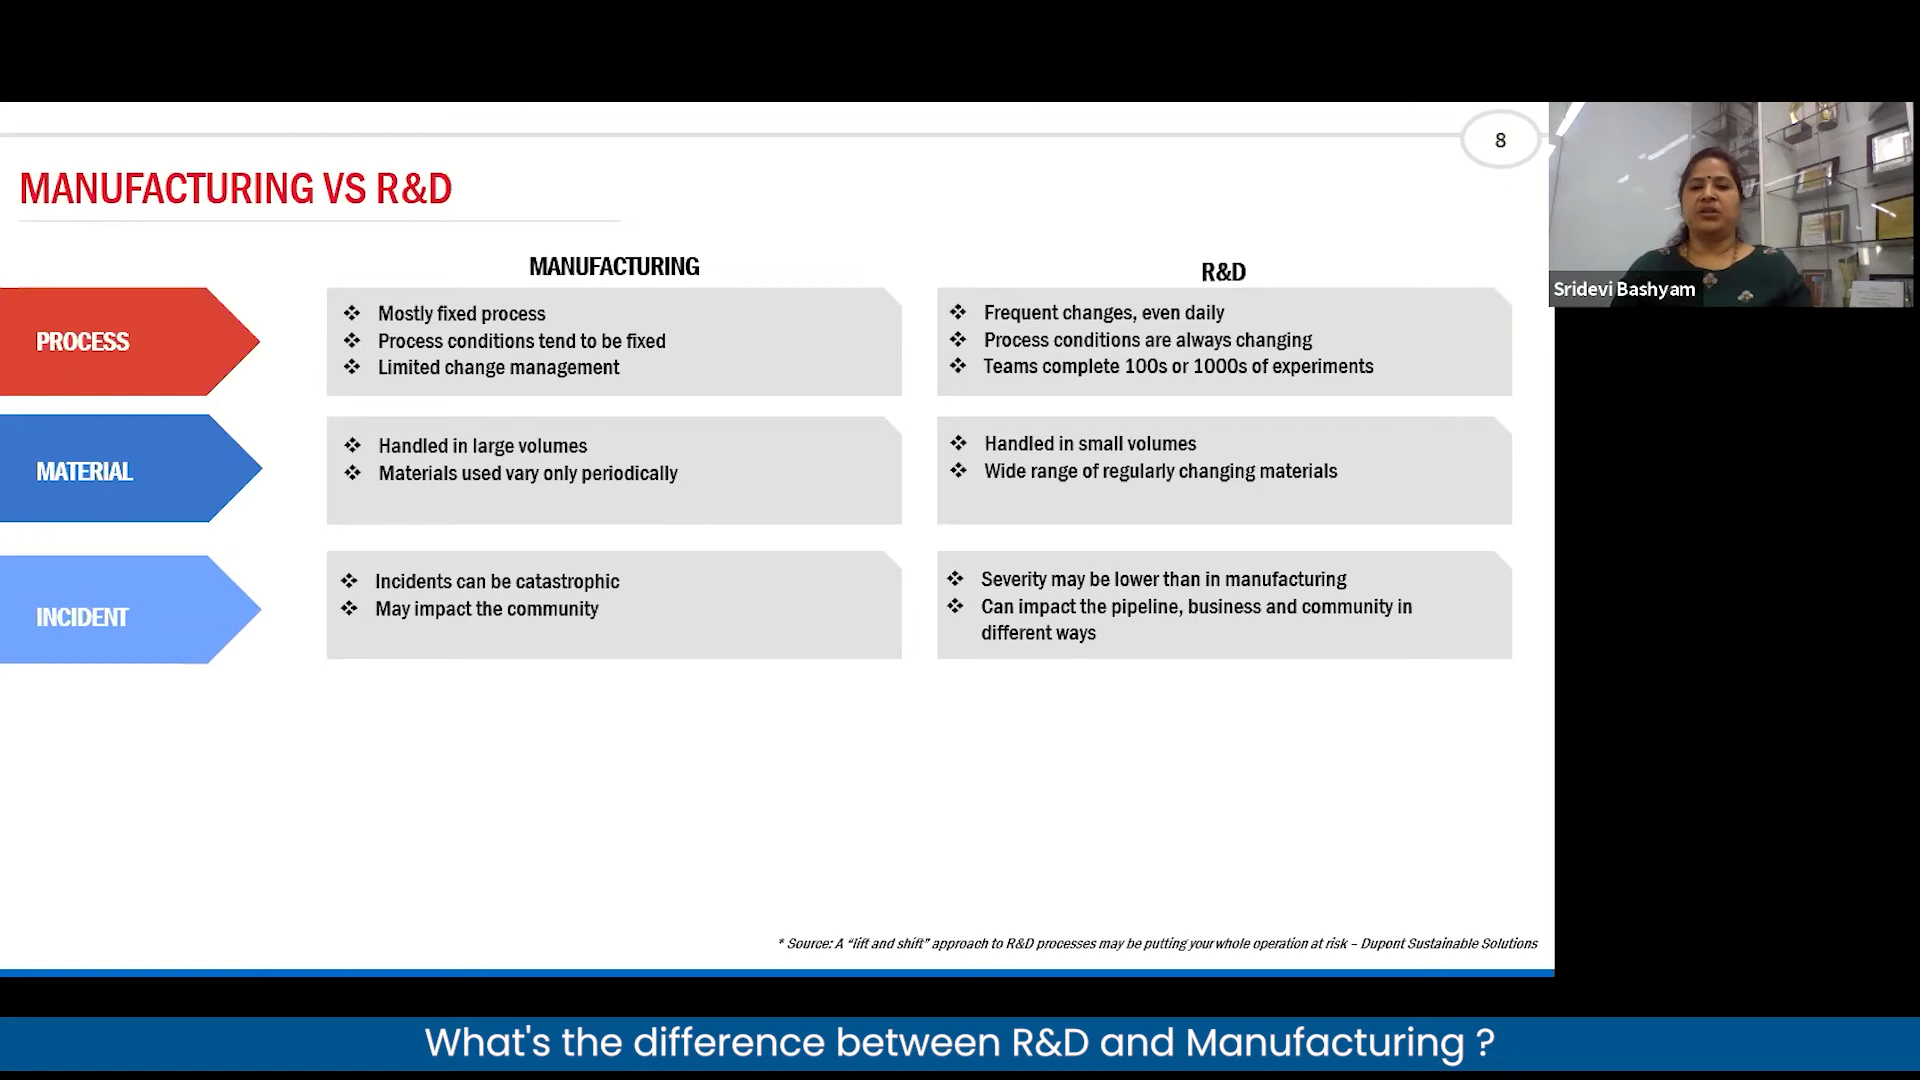 8
MANUFACTURING VS R&D
MANUFACTURING
R&D
PROCESS
❖ Mostly fixed process
❖ Process conditions tend to be fixed
❖ Limited change management
❖ Frequent changes, even daily
❖ Process conditions are always changing
❖ Teams complete 100s or 1000s of experiments
MATERIAL
❖ Handled in large volumes
❖ Materials used vary only periodically
❖ Handled in small volumes
❖ Wide range of regularly changing materials
INCIDENT
❖ Incidents can be catastrophic
❖ May impact the community
❖ Severity may be lower than in manufacturing
❖ Can impact the pipeline, business and community in
different ways
* Source: A “lift and shift” approach to R&D processes may be putting your whole operation at risk – Dupont Sustainable Solutions
Sridevi Bashyam
What's the difference between R&D and Manufacturing ?